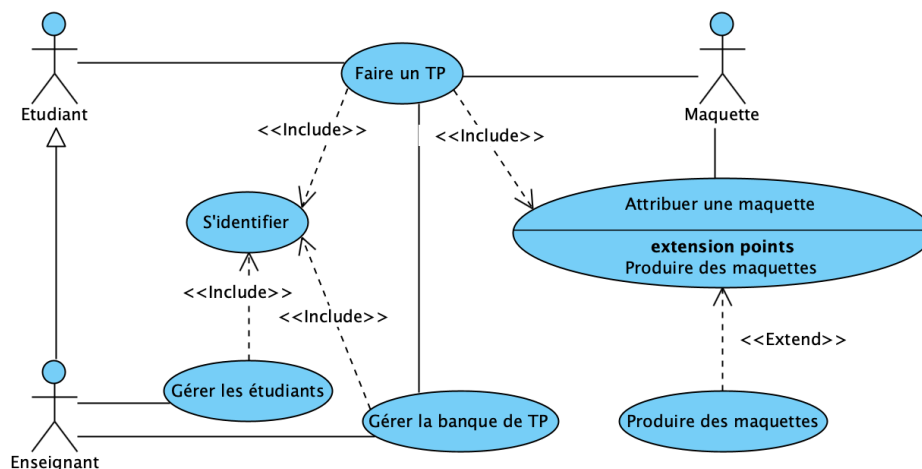 Faire un TP
Etudiant
Maquette
<<Include>>
<<Include>>
Attribuer une maquette
S'identifier
extension points
Produire des maquettes
<<Include>>
<<Include>>
<<Extend>>
Gérer les étudiants
Gérer la banque de TP
Produire des maquettes
Enseignant